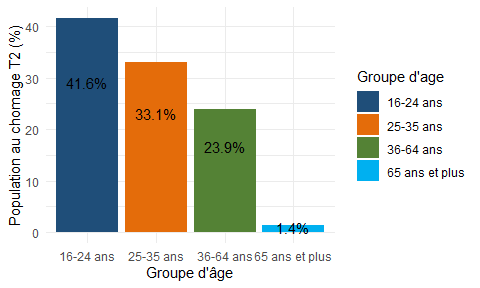 Population au chomage T2 (%)
40
30
20
10
0
41.6%
33.1%
23.9%
1.4%
16-24 ans
25-35 ans
36-64 ans
65 ans et plus
Groupe d'âge
Groupe d'age
16-24 ans
25-35 ans
36-64 ans
65 ans et plus